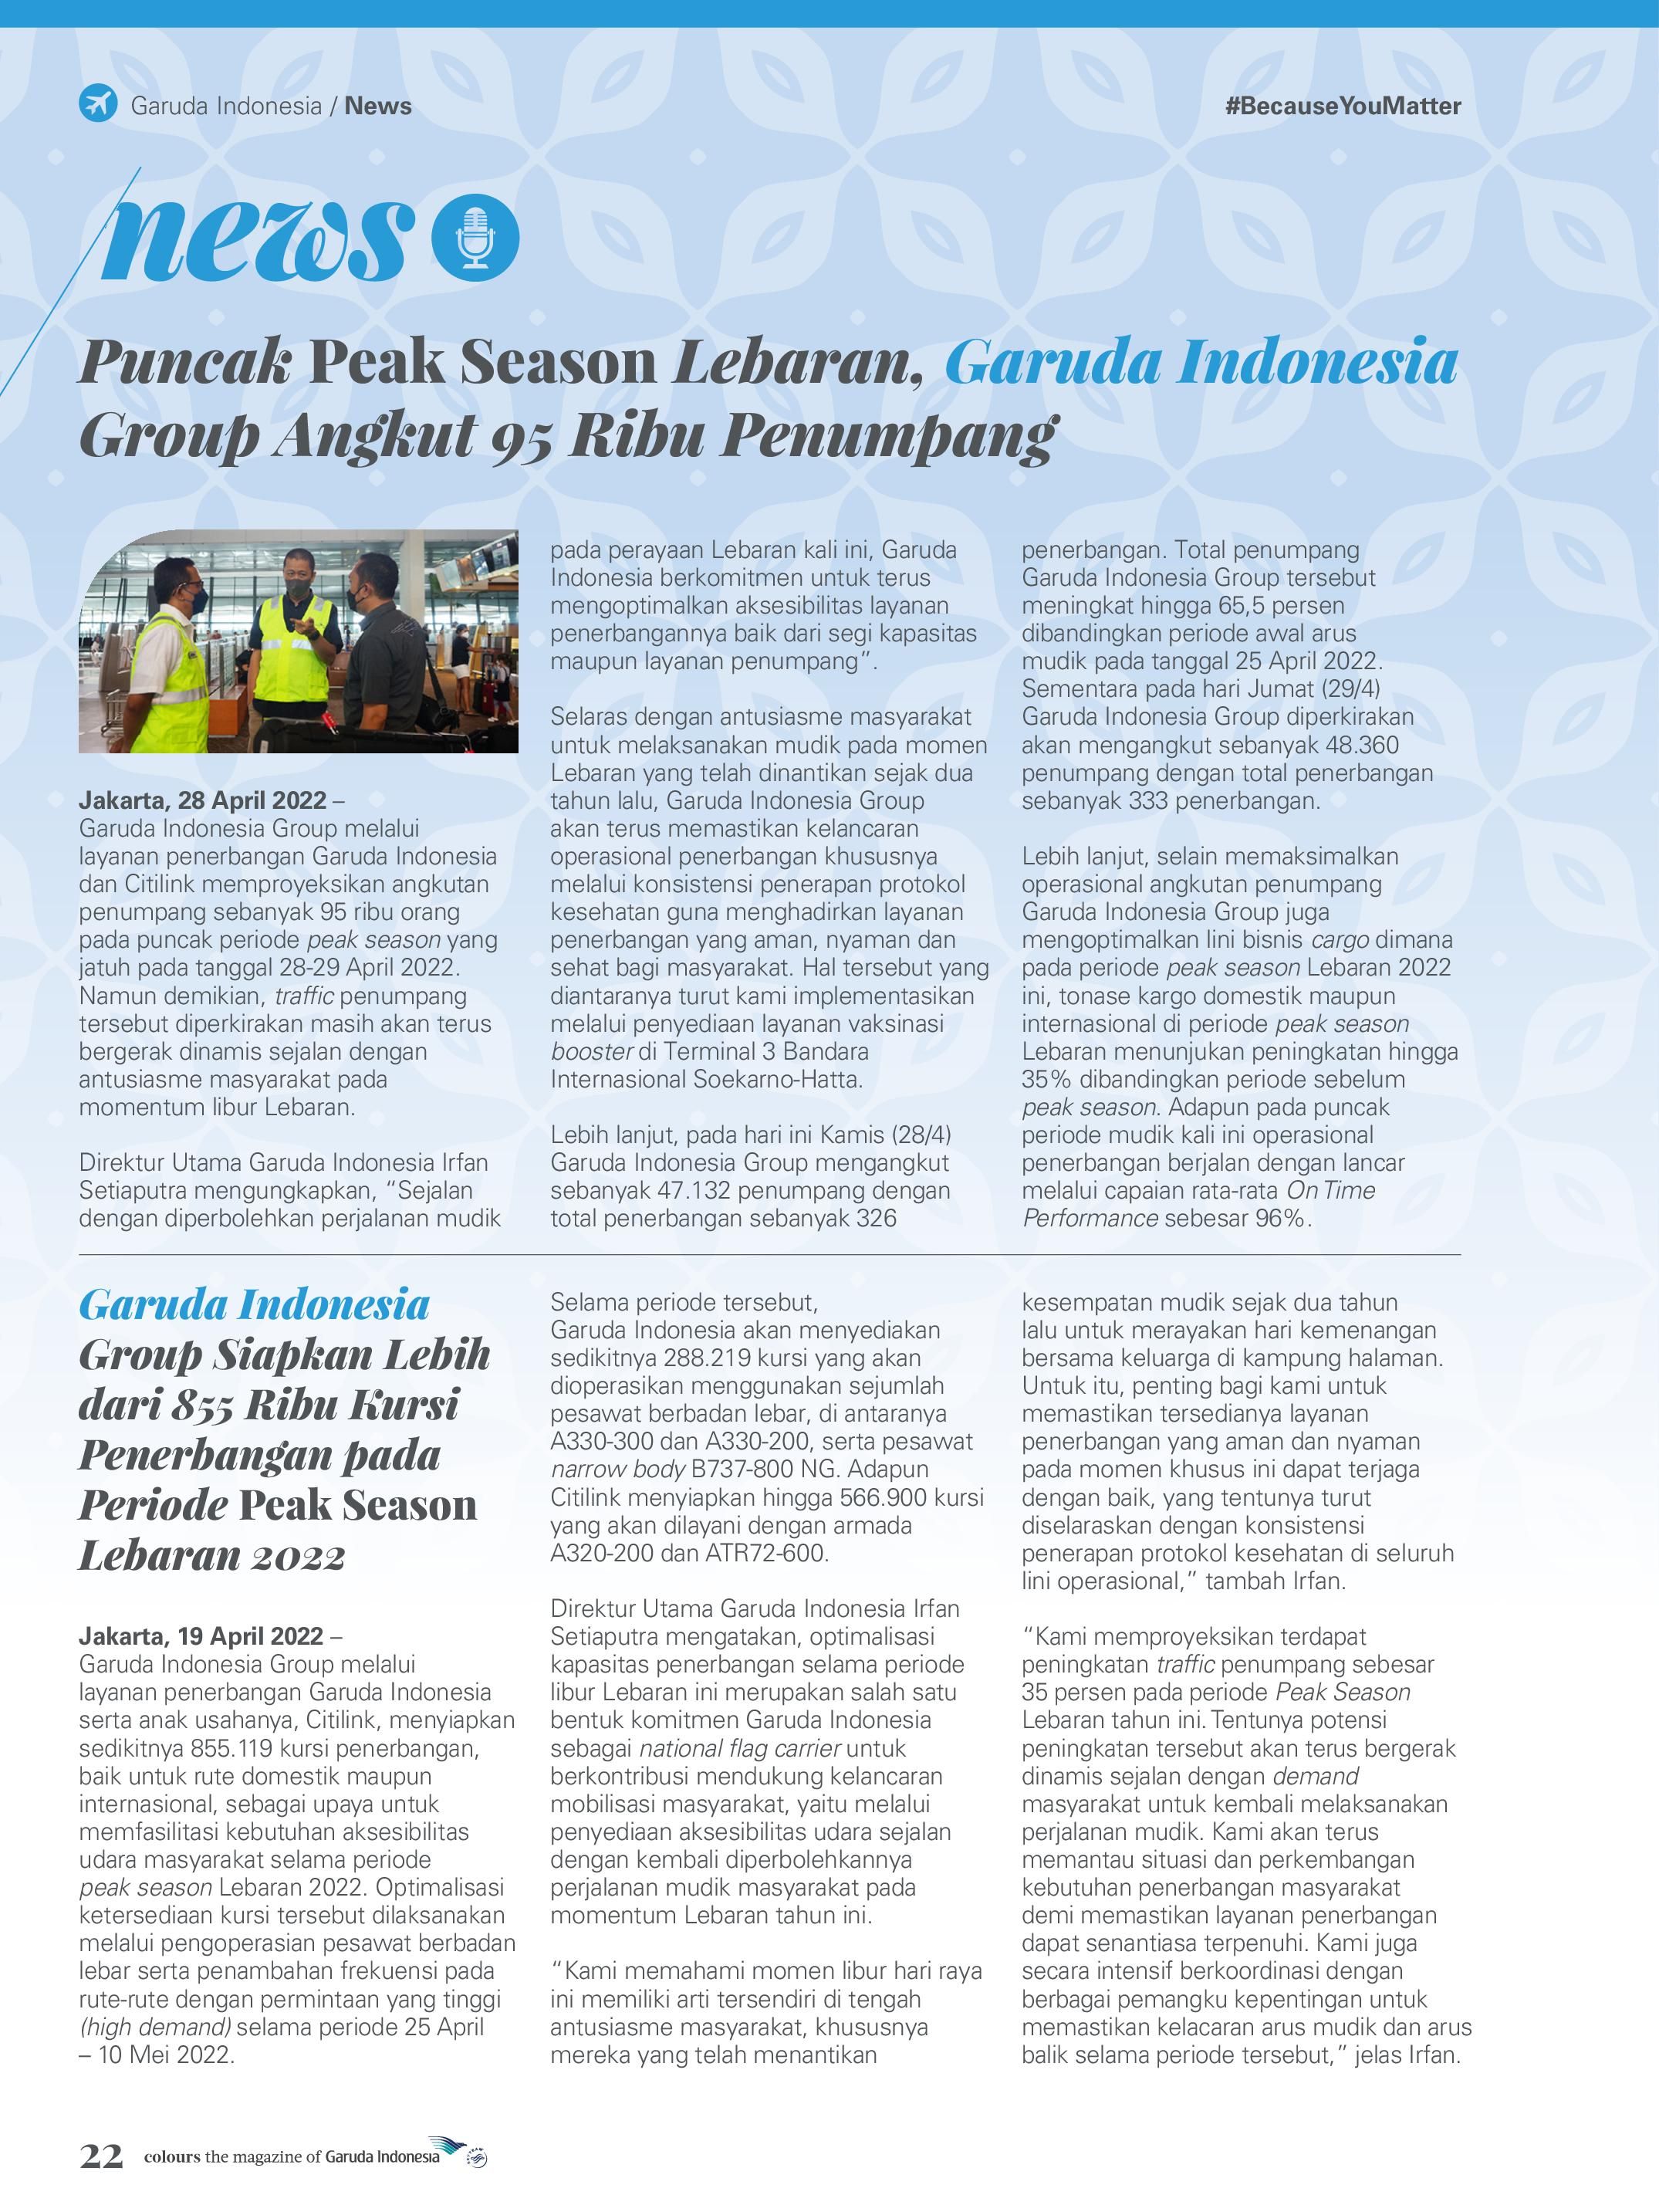 Garuda Indonesia / News
#BecauseYouMatter
news
Puncak Peak Season Lebaran, Garuda Indonesia
Group Angkut 95 Ribu Penumpang
Jakarta, 28 April 2022 –
Garuda Indonesia Group melalui
layanan penerbangan Garuda Indonesia
dan Citilink memproyeksikan angkutan
penumpang sebanyak 95 ribu orang
pada puncak periode peak season yang
jatuh pada tanggal 28-29 April 2022.
Namun demikian, traffic penumpang
tersebut diperkirakan masih akan terus
bergerak dinamis sejalan dengan
antusiasme masyarakat pada
momentum libur Lebaran.
Direktur Utama Garuda Indonesia Irfan
Setiaputra mengungkapkan, “Sejalan
dengan diperbolehkan perjalanan mudik
pada perayaan Lebaran kali ini, Garuda
Indonesia berkomitmen untuk terus
mengoptimalkan aksesibilitas layanan
penerbangannya baik dari segi kapasitas
maupun layanan penumpang”.
Selaras dengan antusiasme masyarakat
untuk melaksanakan mudik pada momen
Lebaran yang telah dinantikan sejak dua
tahun lalu, Garuda Indonesia Group
akan terus memastikan kelancaran
operasional penerbangan khususnya
melalui konsistensi penerapan protokol
kesehatan guna menghadirkan layanan
penerbangan yang aman, nyaman dan
sehat bagi masyarakat. Hal tersebut yang
diantaranya turut kami implementasikan
melalui penyediaan layanan vaksinasi
booster di Terminal 3 Bandara
Internasional Soekarno-Hatta.
Lebih lanjut, pada hari ini Kamis (28/4)
Garuda Indonesia Group mengangkut
sebanyak 47.132 penumpang dengan
total penerbangan sebanyak 326
penerbangan. Total penumpang
Garuda Indonesia Group tersebut
meningkat hingga 65,5 persen
dibandingkan periode awal arus
mudik pada tanggal 25 April 2022.
Sementara pada hari Jumat (29/4)
Garuda Indonesia Group diperkirakan
akan mengangkut sebanyak 48.360
penumpang dengan total penerbangan
sebanyak 333 penerbangan.
Lebih lanjut, selain memaksimalkan
operasional angkutan penumpang
Garuda Indonesia Group juga
mengoptimalkan lini bisnis cargo dimana
pada periode peak season Lebaran 2022
ini, tonase kargo domestik maupun
internasional di periode peak season
Lebaran menunjukan peningkatan hingga
35% dibandingkan periode sebelum
peak season. Adapun pada puncak
periode mudik kali ini operasional
penerbangan berjalan dengan lancar
melalui capaian rata-rata On Time
Performance sebesar 96%.
Garuda Indonesia
Group Siapkan Lebih
dari 855 Ribu Kursi
Penerbangan pada
Periode Peak Season
Lebaran 2022
Jakarta, 19 April 2022 –
Garuda Indonesia Group melalui
layanan penerbangan Garuda Indonesia
serta anak usahanya, Citilink, menyiapkan
sedikitnya 855.119 kursi penerbangan,
baik untuk rute domestik maupun
internasional, sebagai upaya untuk
memfasilitasi kebutuhan aksesibilitas
udara masyarakat selama periode
peak season Lebaran 2022. Optimalisasi
ketersediaan kursi tersebut dilaksanakan
melalui pengoperasian pesawat berbadan
lebar serta penambahan frekuensi pada
rute-rute dengan permintaan yang tinggi
(high demand) selama periode 25 April
– 10 Mei 2022.
Selama periode tersebut,
Garuda Indonesia akan menyediakan
sedikitnya 288.219 kursi yang akan
dioperasikan menggunakan sejumlah
pesawat berbadan lebar, di antaranya
A330-300 dan A330-200, serta pesawat
narrow body B737-800 NG. Adapun
Citilink menyiapkan hingga 566.900 kursi
yang akan dilayani dengan armada
A320-200 dan ATR72-600.
Direktur Utama Garuda Indonesia Irfan
Setiaputra mengatakan, optimalisasi
kapasitas penerbangan selama periode
libur Lebaran ini merupakan salah satu
bentuk komitmen Garuda Indonesia
sebagai national flag carrier untuk
berkontribusi mendukung kelancaran
mobilisasi masyarakat, yaitu melalui
penyediaan aksesibilitas udara sejalan
dengan kembali diperbolehkannya
perjalanan mudik masyarakat pada
momentum Lebaran tahun ini.
“Kami memahami momen libur hari raya
ini memiliki arti tersendiri di tengah
antusiasme masyarakat, khususnya
mereka yang telah menantikan
kesempatan mudik sejak dua tahun
lalu untuk merayakan hari kemenangan
bersama keluarga di kampung halaman.
Untuk itu, penting bagi kami untuk
memastikan tersedianya layanan
penerbangan yang aman dan nyaman
pada momen khusus ini dapat terjaga
dengan baik, yang tentunya turut
diselaraskan dengan konsistensi
penerapan protokol kesehatan di seluruh
lini operasional,” tambah Irfan.
“Kami memproyeksikan terdapat
peningkatan traffic penumpang sebesar
35 persen pada periode Peak Season
Lebaran tahun ini. Tentunya potensi
peningkatan tersebut akan terus bergerak
dinamis sejalan dengan demand
masyarakat untuk kembali melaksanakan
perjalanan mudik. Kami akan terus
memantau situasi dan perkembangan
kebutuhan penerbangan masyarakat
demi memastikan layanan penerbangan
dapat senantiasa terpenuhi. Kami juga
secara intensif berkoordinasi dengan
berbagai pemangku kepentingan untuk
memastikan kelacaran arus mudik dan arus
balik selama periode tersebut,” jelas Irfan.
22 colours the magazine of Garuda Indonesia